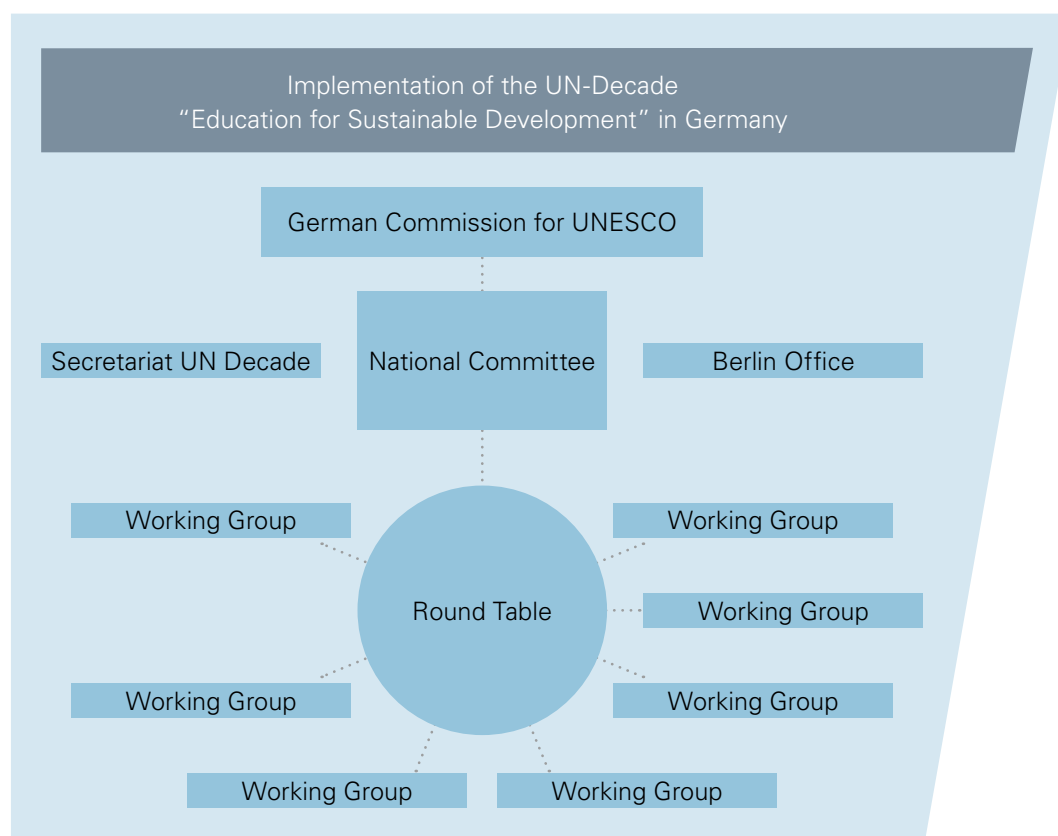 Implementation of the UN-Decade
“Education for Sustainable Development” in Germany
German Commission for UNESCO
Secretariat UN Decade
National Committee
Berlin Office
Working Group
Working Group
Round Table
Working Group
Working Group
Working Group
Working Group
Working Group